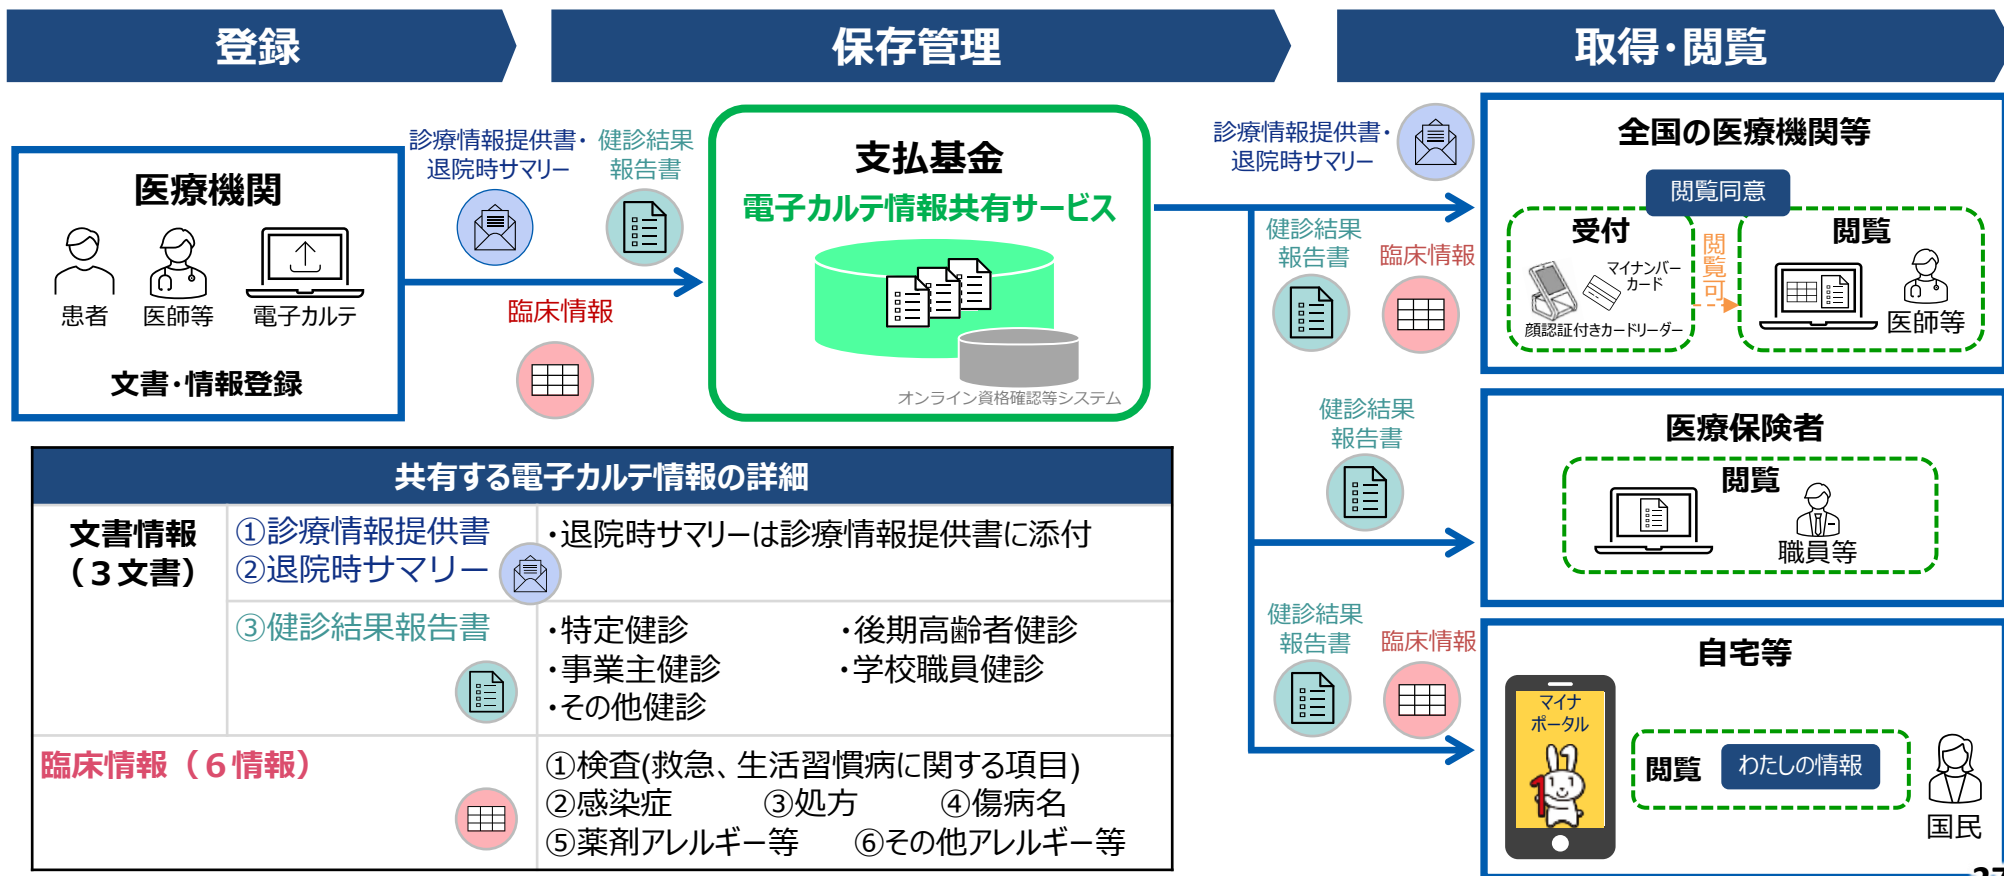 登録
保存管理
取得・閲覧
医療機関
患者
医師等
電子カルテ
文書・情報登録
診療情報提供書・
退院時サマリー
健診結果
報告書
臨床情報
支払基金
電子カルテ情報共有サービス
オンライン資格確認等システム
診療情報提供書・
退院時サマリー
健診結果
報告書
臨床情報
全国の医療機関等
閲覧同意
受付
マイナンバー
カード
顔認証付きカードリーダー
閲覧可
閲覧
医師等
健診結果
報告書
医療保険者
閲覧
職員等
健診結果
報告書
臨床情報
自宅等
マイナ
ポータル
閲覧
わたしの情報
国民
共有する電子カルテ情報の詳細
文書情報
（３文書）
①診療情報提供書
②退院時サマリー
・退院時サマリーは診療情報提供書に添付
③健診結果報告書
・特定健診 ・後期高齢者健診
・事業主健診 ・学校職員健診
・その他健診
臨床情報（６情報）
①検査(救急、生活習慣病に関する項目)
②感染症 ③処方 ④傷病名
⑤薬剤アレルギー等 ⑥その他アレルギー等